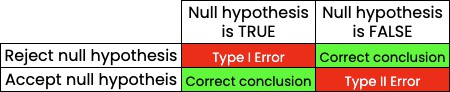 Null hypothesis Null hypothesis
is TRUE is FALSE
Reject null hypothesis Type I Error Correct conclusion
Accept null hypotheis Correct conclusion Type II Error